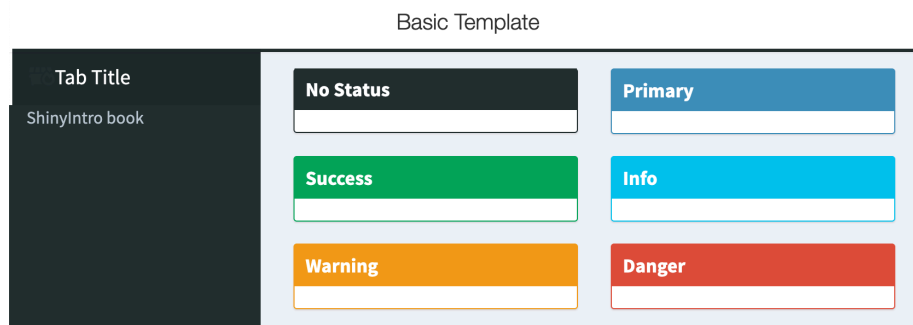 Basic Template
Tab Title
ShinyIntro book
No Status
Primary
Success
Info
Warning
Danger